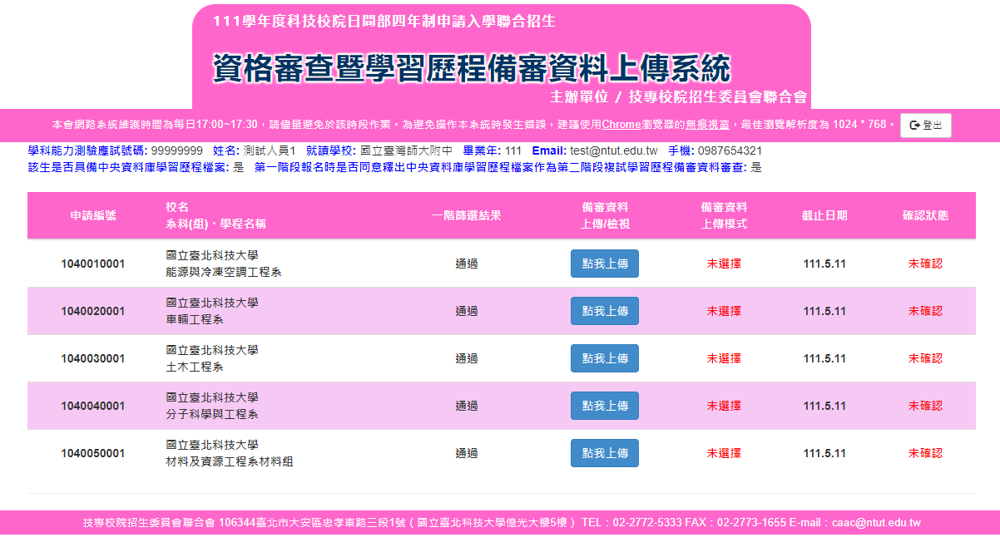 111學年度科技校院日間部四年制申請入學聯合招生
資格審查暨學習歷程備審資料上傳系統
主辦單位 / 技專校院招生委員會聯合會
本會網路系統維護時間為每日17:00~17:30，請儘量避免於該時段作業。為避免操作本系統時發生錯誤，建議使用Chrome瀏覽器的無痕視窗，最佳瀏覽解析度為 1024 * 768。 登出
學科能力測驗應試號碼: 99999999 姓名: 測試人員1 就讀學校: 國立臺灣師大附中 畢業年: 111 Email: test@ntut.edu.tw 手機: 0987654321
該生是否具備中央資料庫學習歷程檔案: 是 第一階段報名時是否同意釋出中央資料庫學習歷程檔案作為第二階段複試學習歷程備審資料審查: 是
申請編號 校名 一階篩選結果 備審資料 備審資料 截止日期 確認狀態
系科(組)、學程名稱 上傳/檢視 上傳模式
1040010001 國立臺北科技大學 通過 點我上傳 未選擇 111.5.11 未確認
能源與冷凍空調工程系
1040020001 國立臺北科技大學 通過 點我上傳 未選擇 111.5.11 未確認
車輛工程系
1040030001 國立臺北科技大學 通過 點我上傳 未選擇 111.5.11 未確認
土木工程系
1040040001 國立臺北科技大學 通過 點我上傳 未選擇 111.5.11 未確認
分子科學與工程系
1040050001 國立臺北科技大學 通過 點我上傳 未選擇 111.5.11 未確認
材料及資源工程系材料組
技專校院招生委員會聯合會 106344臺北市大安區忠孝東路三段1號（國立臺北科技大學億光大樓5樓） TEL：02-2772-5333 FAX：02-2773-1655 E-mail：caac@ntut.edu.tw